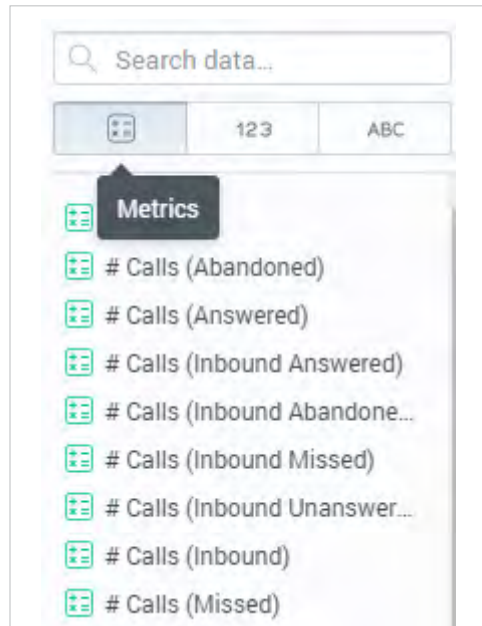 Search data...
123 ABC
Metrics
# Calls (Abandoned)
# Calls (Answered)
# Calls (Inbound Answered)
# Calls (Inbound Abandone...
# Calls (Inbound Missed)
# Calls (Inbound Unanswer...
# Calls (Inbound)
# Calls (Missed)